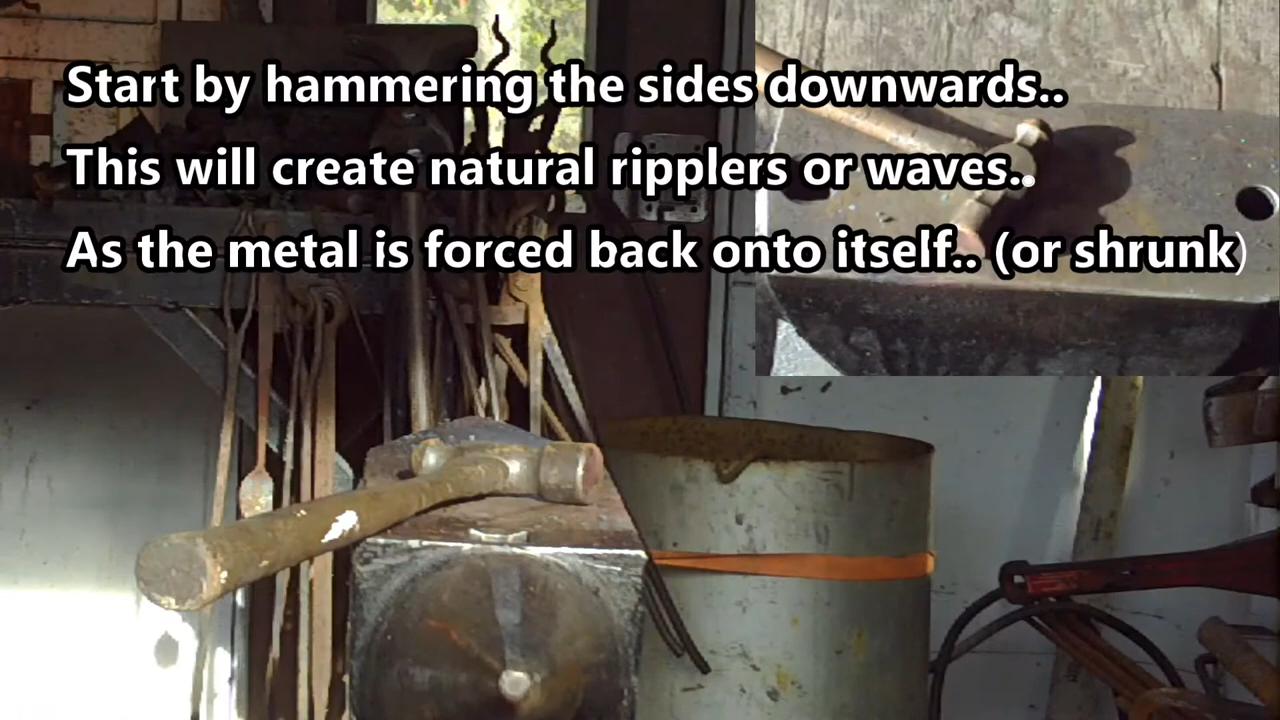 Start by hammering the sides downwards..
This will create natural ripplers or waves..
As the metal is forced back onto itself.. (or shrunk)